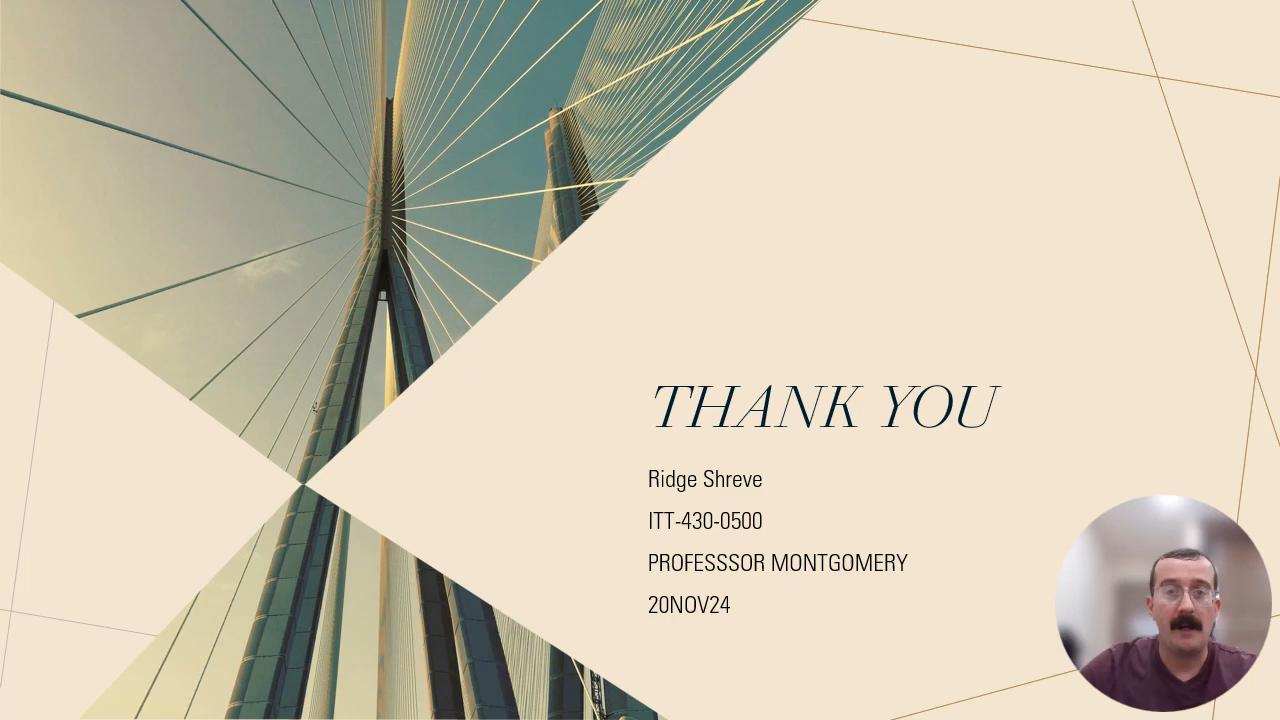 THANK YOU
Ridge Shreve
ITT-430-0500
PROFESSSOR MONTGOMERY
20NOV24